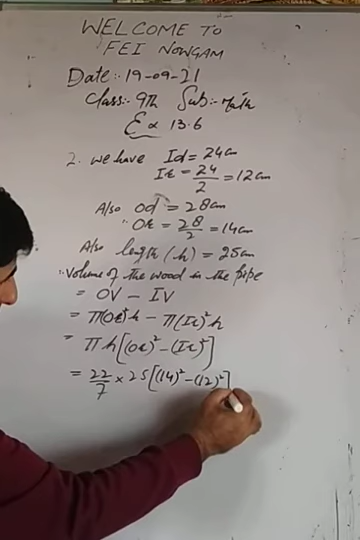 WELCOME TO
FEI NOWGAM
Date:- 19-09-21
Class:- 9th Sub:- Math
Ex 13.6
2. we have Id = 24cm
Ir = 24/2 = 12cm
Also od = 28cm
∴ Or = 28/2 = 14cm
Also length (h) = 25cm
∴ Volume of the wood in the pipe
= OV - IV
= π(Or)²h - π(Ir)²h
= πh[(Or)² - (Ir)²]
= 22/7 × 25[(14)² - (12)²]